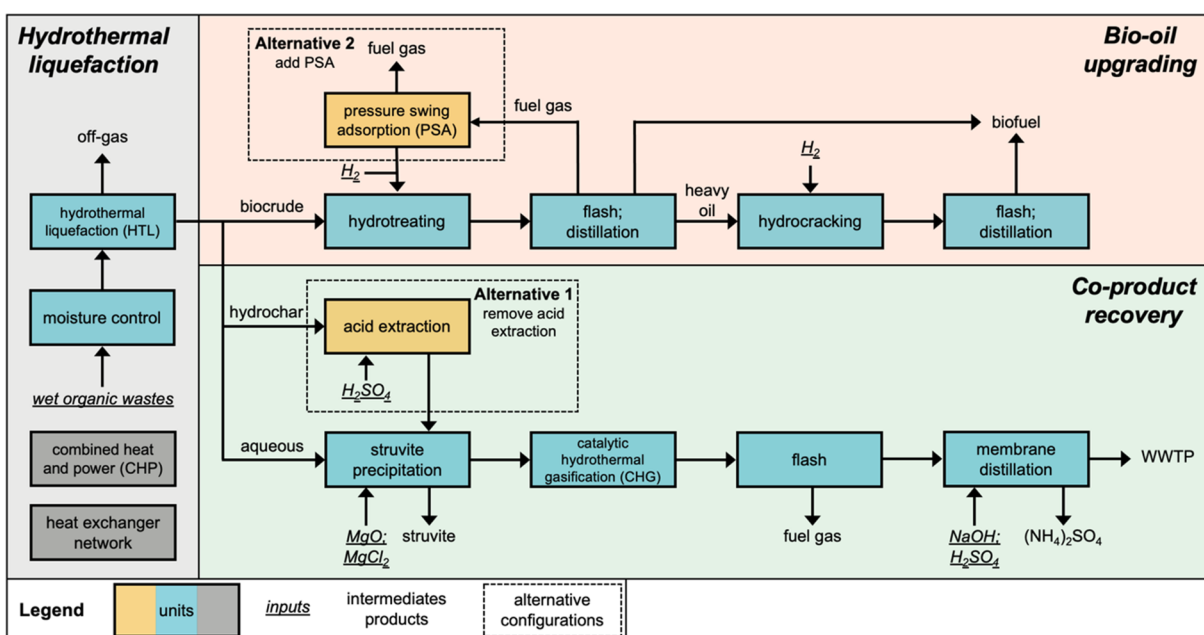 Hydrothermal
liquefaction
off-gas
hydrothermal
liquefaction (HTL)
moisture control
wet organic wastes
combined heat
and power (CHP)
heat exchanger
network
Bio-oil
upgrading
Alternative 2
add PSA
fuel gas
pressure swing
adsorption (PSA)
fuel gas
H₂
biocrude
hydrotreating
flash;
distillation
heavy
oil
H₂
hydrocracking
flash;
distillation
biofuel
Co-product
recovery
Alternative 1
remove acid
extraction
hydrochar
acid extraction
H₂SO₄
aqueous
struvite
precipitation
MgO;
MgCl₂
struvite
catalytic
hydrothermal
gasification (CHG)
flash
fuel gas
membrane
distillation
NaOH;
H₂SO₄
(NH₄)₂SO₄
WWTP
Legend
units
inputs
intermediates
products
alternative
configurations